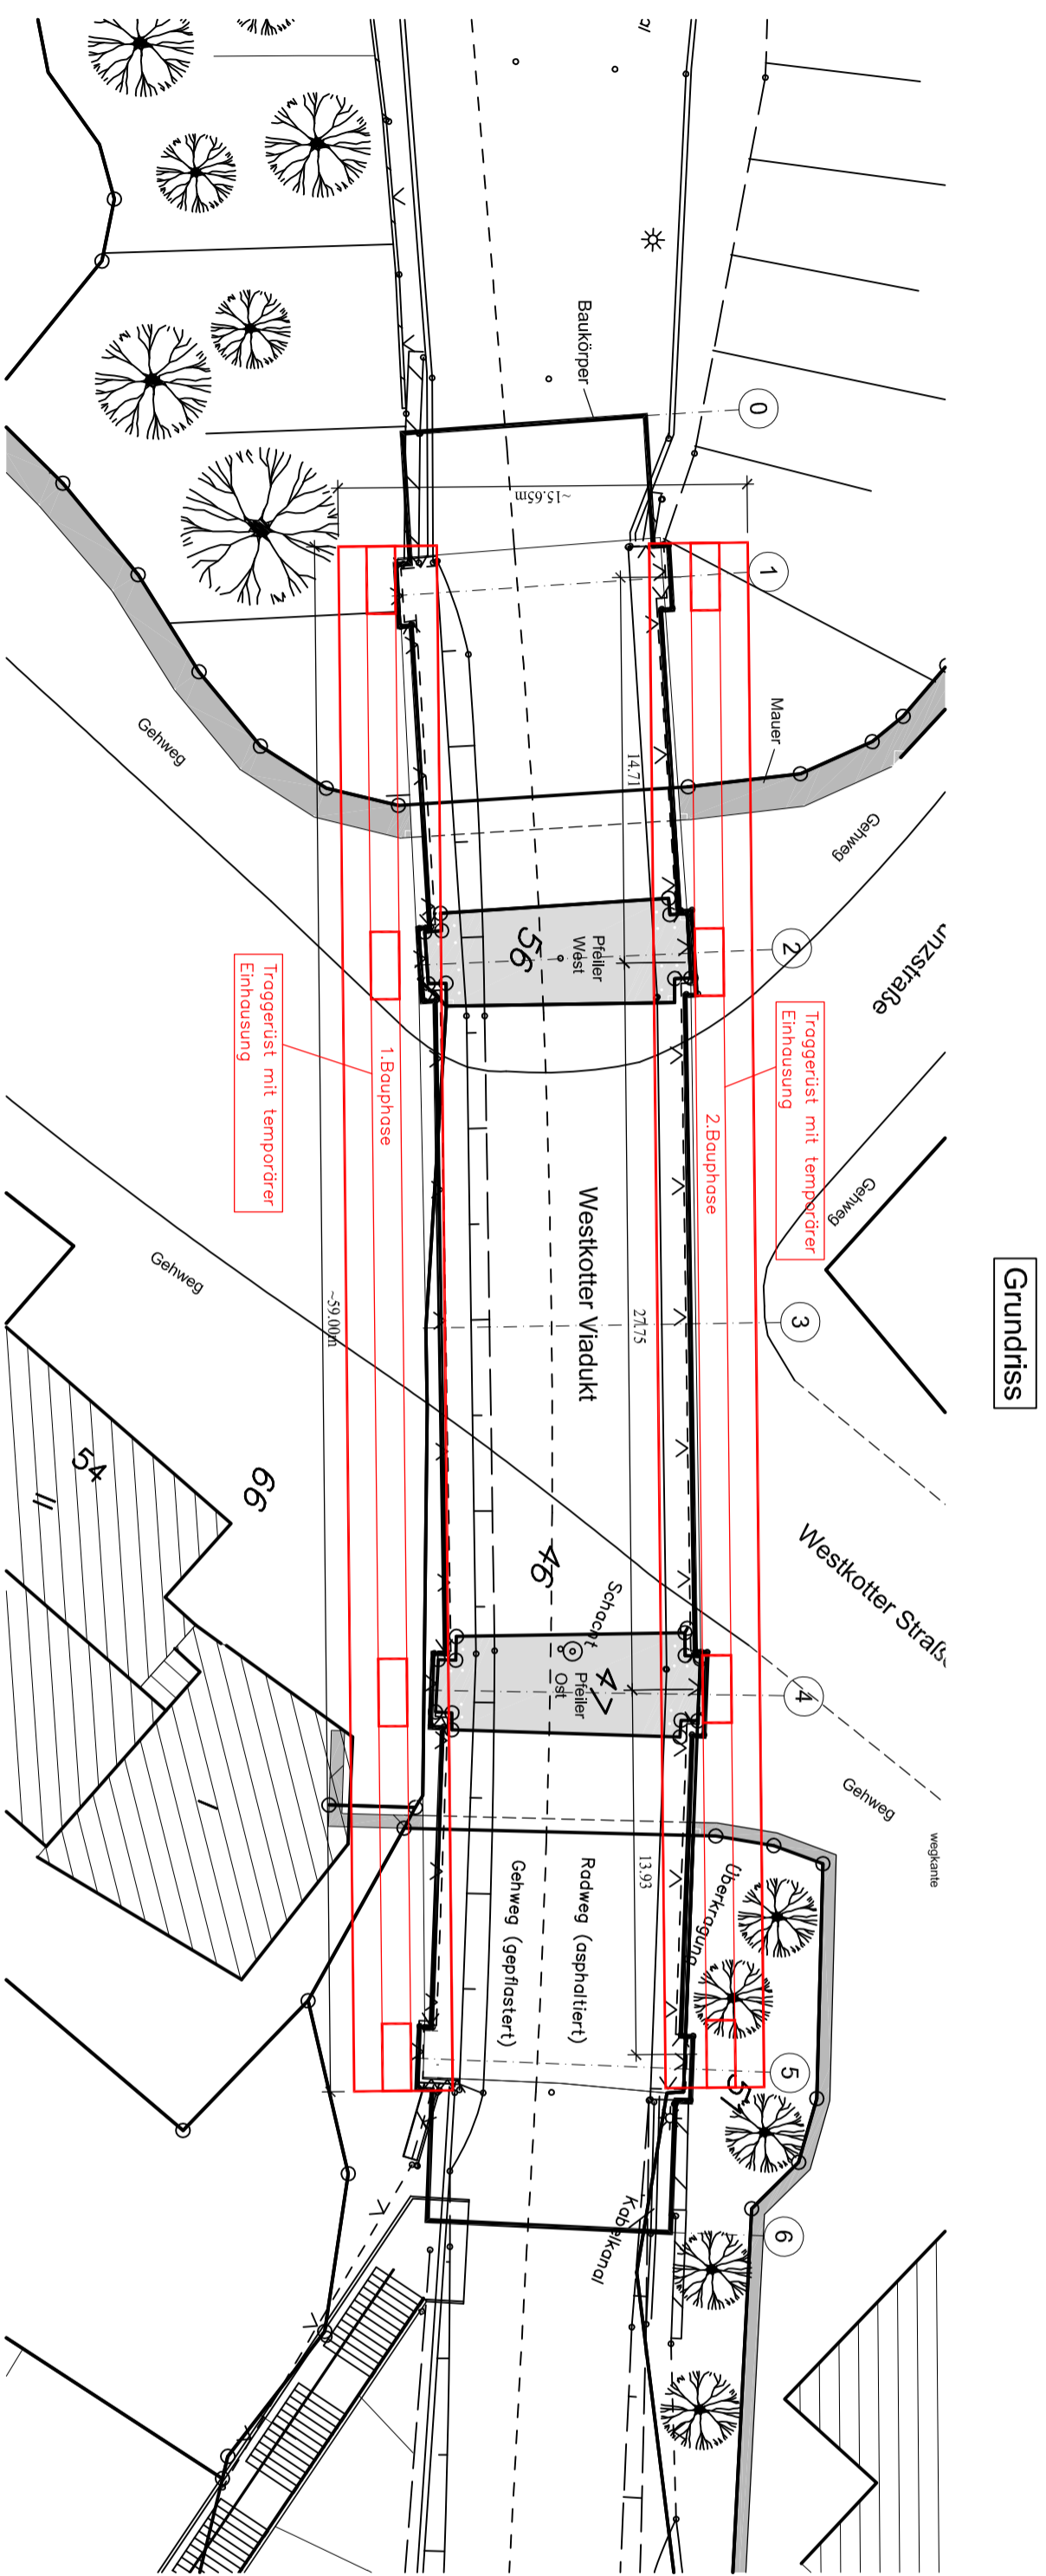 Grundriss
0
1
2
3
4
5
6
Baukörper
~15.65m
Mauer
Gehweg
Gehweg
Gehweg
Gehweg
Gehweg
wegkante
14.71
27.75
13.93
~59.00m
Pfeiler
West
56
Traggerüst mit temporärer
Einhausung
1.Bauphase
Traggerüst mit temporärer
Einhausung
2.Bauphase
Westkotter Viadukt
Westkotter Straß
nzstraße
46
Schacht
47
Pfeiler
Ost
54
II
66
I
Radweg (asphaltiert)
Gehweg (gepflastert)
Überkragung
Kabelkanal